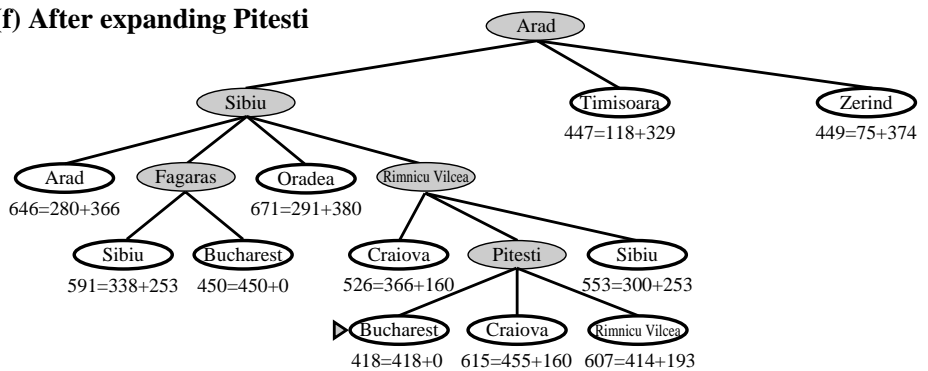 (f) After expanding Pitesti
Arad
Sibiu
Timisoara
Zerind
447=118+329
449=75+374
Arad
Fagaras
Oradea
Rimnicu Vilcea
646=280+366
671=291+380
Sibiu
Bucharest
Craiova
Pitesti
Sibiu
591=338+253
450=450+0
526=366+160
553=300+253
Bucharest
Craiova
Rimnicu Vilcea
418=418+0
615=455+160
607=414+193